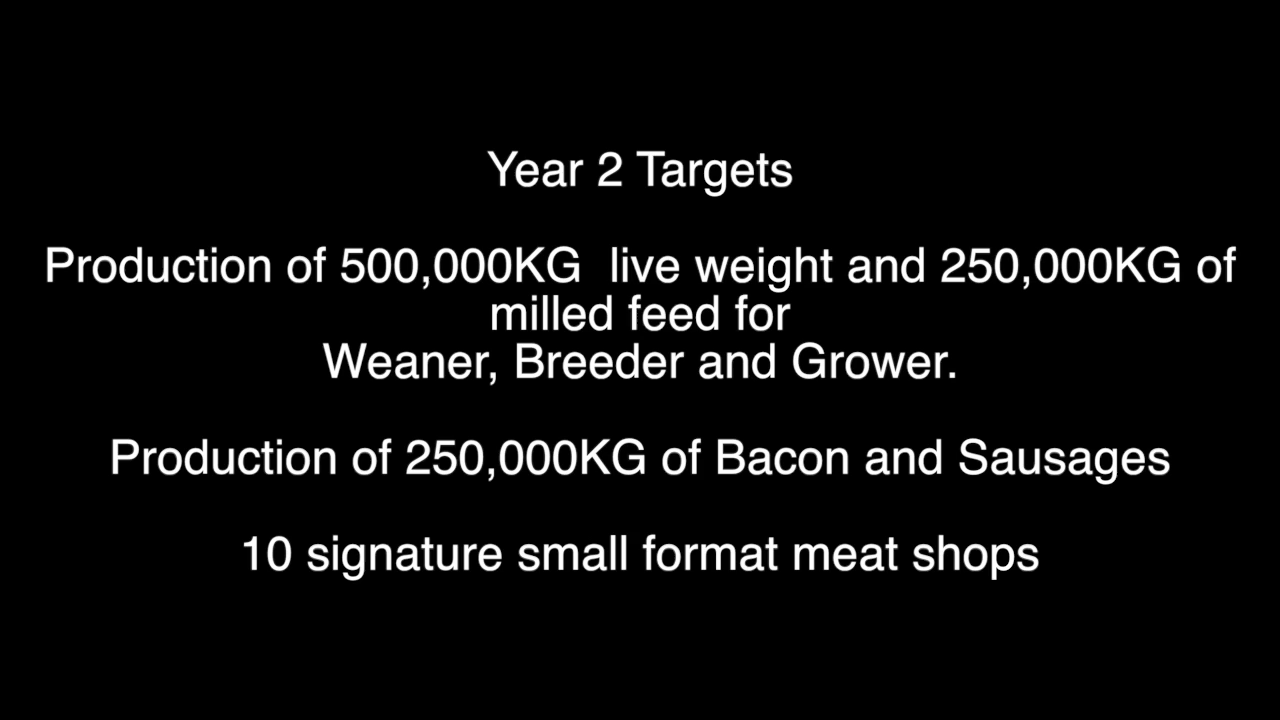 Year 2 Targets
Production of 500,000KG  live weight and 250,000KG of
milled feed for
Weaner, Breeder and Grower.
Production of 250,000KG of Bacon and Sausages
10 signature small format meat shops